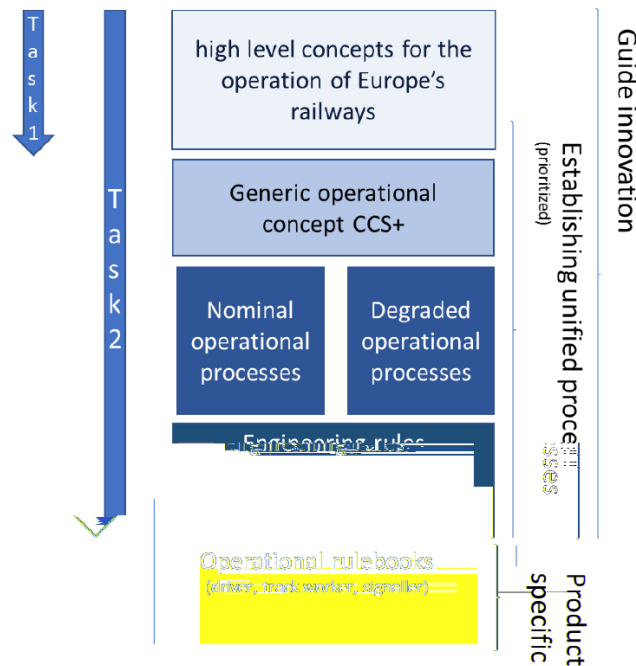 Task1
Task2
high level concepts for the
operation of Europe's
railways
Generic operational
concept CCS+
Nominal
operational
processes
Degraded
operational
processes
Engineering rules
Operational rulebooks
(driver, track worker, signaller)
Establishing unified processes
(prioritized)
Guide innovation
Product
specific